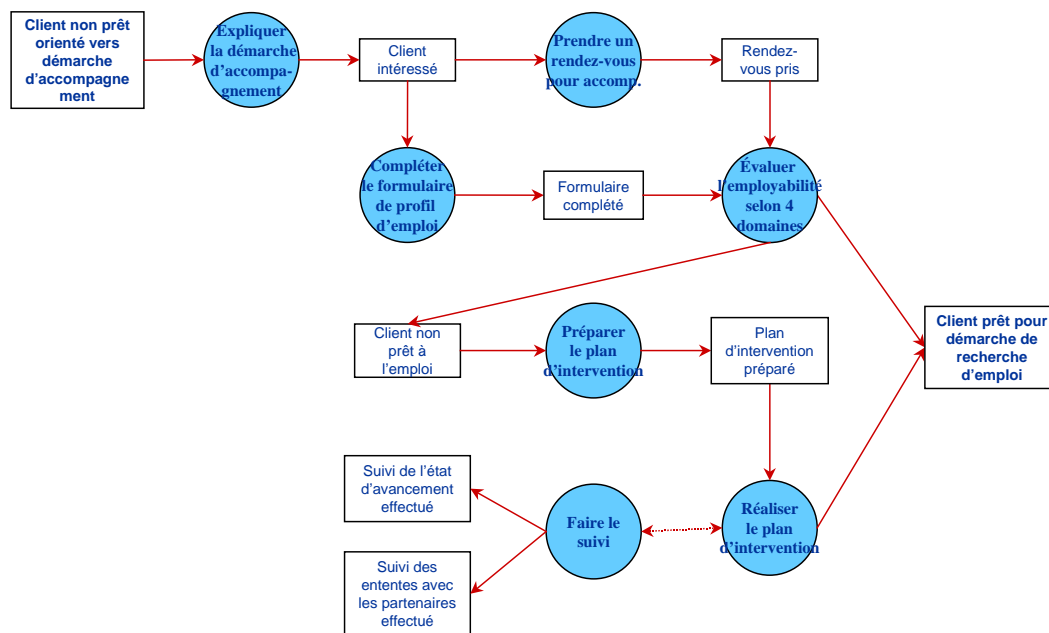 Client non prêt
orienté vers
démarche
d'accompagne
ment
Expliquer
la démarche
d'accompa-
gnement
Client
intéressé
Prendre un
rendez-vous
pour accomp.
Rendez-
vous pris
Compléter
le formulaire
de profil
d'emploi
Formulaire
complété
Évaluer
l'employabilité
selon 4
domaines
Client non
prêt à
l'emploi
Préparer
le plan
d'intervention
Plan
d'intervention
préparé
Client prêt pour
démarche de
recherche
d'emploi
Suivi de l'état
d'avancement
effectué
Faire le
suivi
Réaliser
le plan
d'intervention
Suivi des
ententes avec
les partenaires
effectué